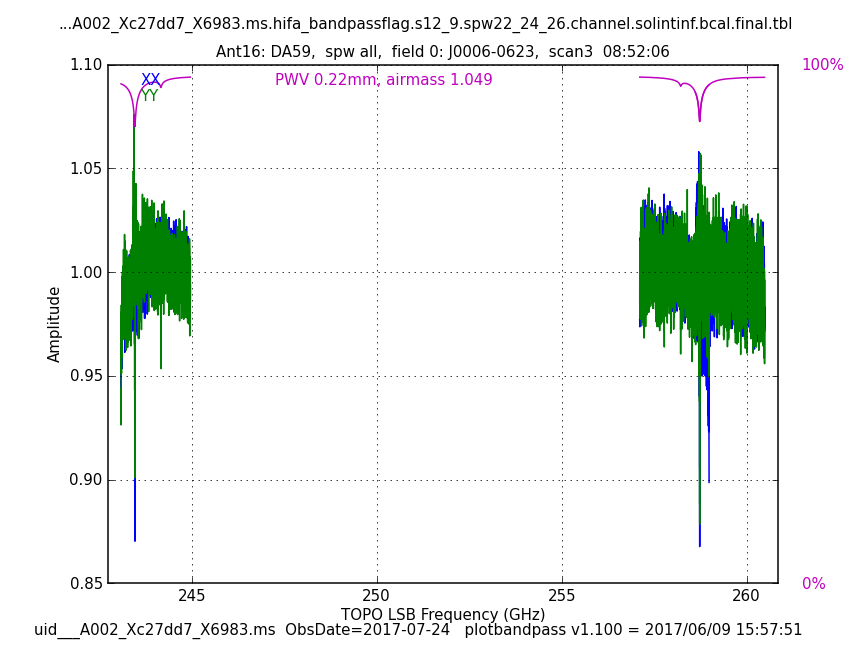 ...A002_Xc27dd7_X6983.ms.hifa_bandpassflag.s12_9.spw22_24_26.channel.solintinf.bcal.final.tbl
Ant16: DA59,  spw all,  field 0: J0006-0623,  scan3  08:52:06
1.10
XX
PWV 0.22mm, airmass 1.049
100%
YY
1.05
1.00
Amplitude
0.95
0.90
0.85
0%
245
250
255
260
TOPO LSB Frequency (GHz)
uid___A002_Xc27dd7_X6983.ms  ObsDate=2017-07-24   plotbandpass v1.100 = 2017/06/09 15:57:51